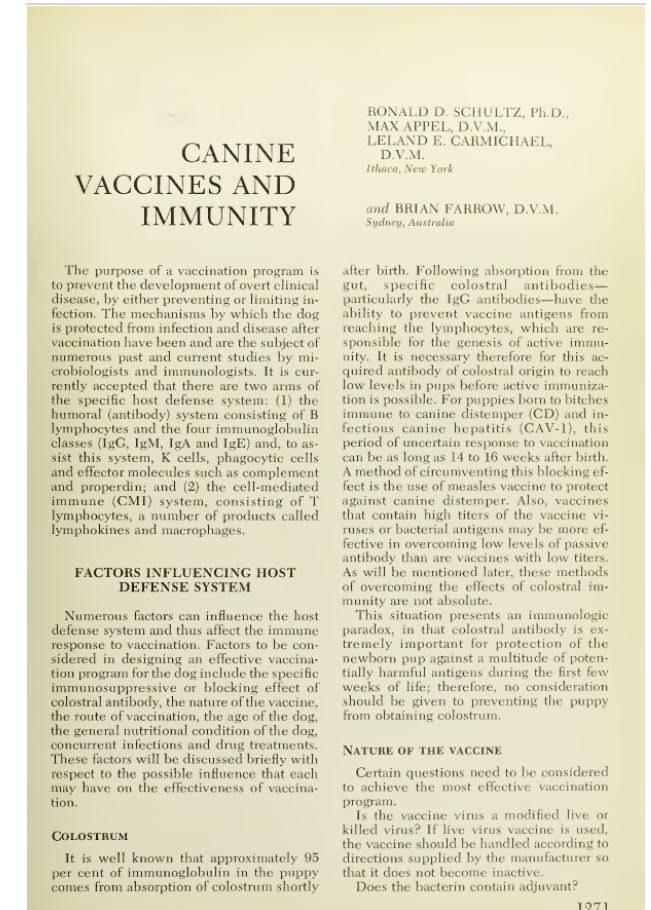 CANINE
VACCINES AND
IMMUNITY
RONALD D. SCHULTZ, Ph.D.,
MAX APPEL, D.V.M.,
LELAND E. CARMICHAEL,
D.V.M.
Ithaca, New York
and BRIAN FARROW, D.V.M.
Sydney, Australia
The purpose of a vaccination program is
to prevent the development of overt clinical
disease, by either preventing or limiting in-
fection. The mechanisms by which the dog
is protected from infection and disease after
vaccination have been and are the subject of
numerous past and current studies by mi-
crobiologists and immunologists. It is cur-
rently accepted that there are two arms of
the specific host defense system: (1) the
humoral (antibody) system consisting of B
lymphocytes and the four immunoglobulin
classes (IgG, IgM, IgA and IgE) and, to as-
sist this system, K cells, phagocytic cells
and effector molecules such as complement
and properdin; and (2) the cell-mediated
immune (CMI) system, consisting of T
lymphocytes, a number of products called
lymphokines and macrophages.
FACTORS INFLUENCING HOST
DEFENSE SYSTEM
Numerous factors can influence the host
defense system and thus affect the immune
response to vaccination. Factors to be con-
sidered in designing an effective vaccina-
tion program for the dog include the specific
immunosuppressive or blocking effect of
colostral antibody, the nature of the vaccine,
the route of vaccination, the age of the dog,
the general nutritional condition of the dog,
concurrent infections and drug treatments.
These factors will be discussed briefly with
respect to the possible influence that each
may have on the effectiveness of vaccina-
tion.
COLOSTRUM
It is well known that approximately 95
per cent of immunoglobulin in the puppy
comes from absorption of colostrum shortly
after birth. Following absorption from the
gut, specific colostral antibodies—
particularly the IgG antibodies—have the
ability to prevent vaccine antigens from
reaching the lymphocytes, which are re-
sponsible for the genesis of active immu-
nity. It is necessary therefore for this ac-
quired antibody of colostral origin to reach
low levels in pups before active immuniza-
tion is possible. For puppies born to bitches
immune to canine distemper (CD) and in-
fectious canine hepatitis (CAV-1), this
period of uncertain response to vaccination
can be as long as 14 to 16 weeks after birth.
A method of circumventing this blocking ef-
fect is the use of measles vaccine to protect
against canine distemper. Also, vaccines
that contain high titers of the vaccine vi-
ruses or bacterial antigens may be more ef-
fective in overcoming low levels of passive
antibody than are vaccines with low titers.
As will be mentioned later, these methods
of overcoming the effects of colostral im-
munity are not absolute.
This situation presents an immunologic
paradox, in that colostral antibody is ex-
tremely important for protection of the
newborn pup against a multitude of poten-
tially harmful antigens during the first few
weeks of life; therefore, no consideration
should be given to preventing the puppy
from obtaining colostrum.
NATURE OF THE VACCINE
Certain questions need to be considered
to achieve the most effective vaccination
program.
Is the vaccine virus a modified live or
killed virus? If live virus vaccine is used,
the vaccine should be handled according to
directions supplied by the manufacturer so
that it does not become inactive.
Does the bacterin contain adjuvant?
1271